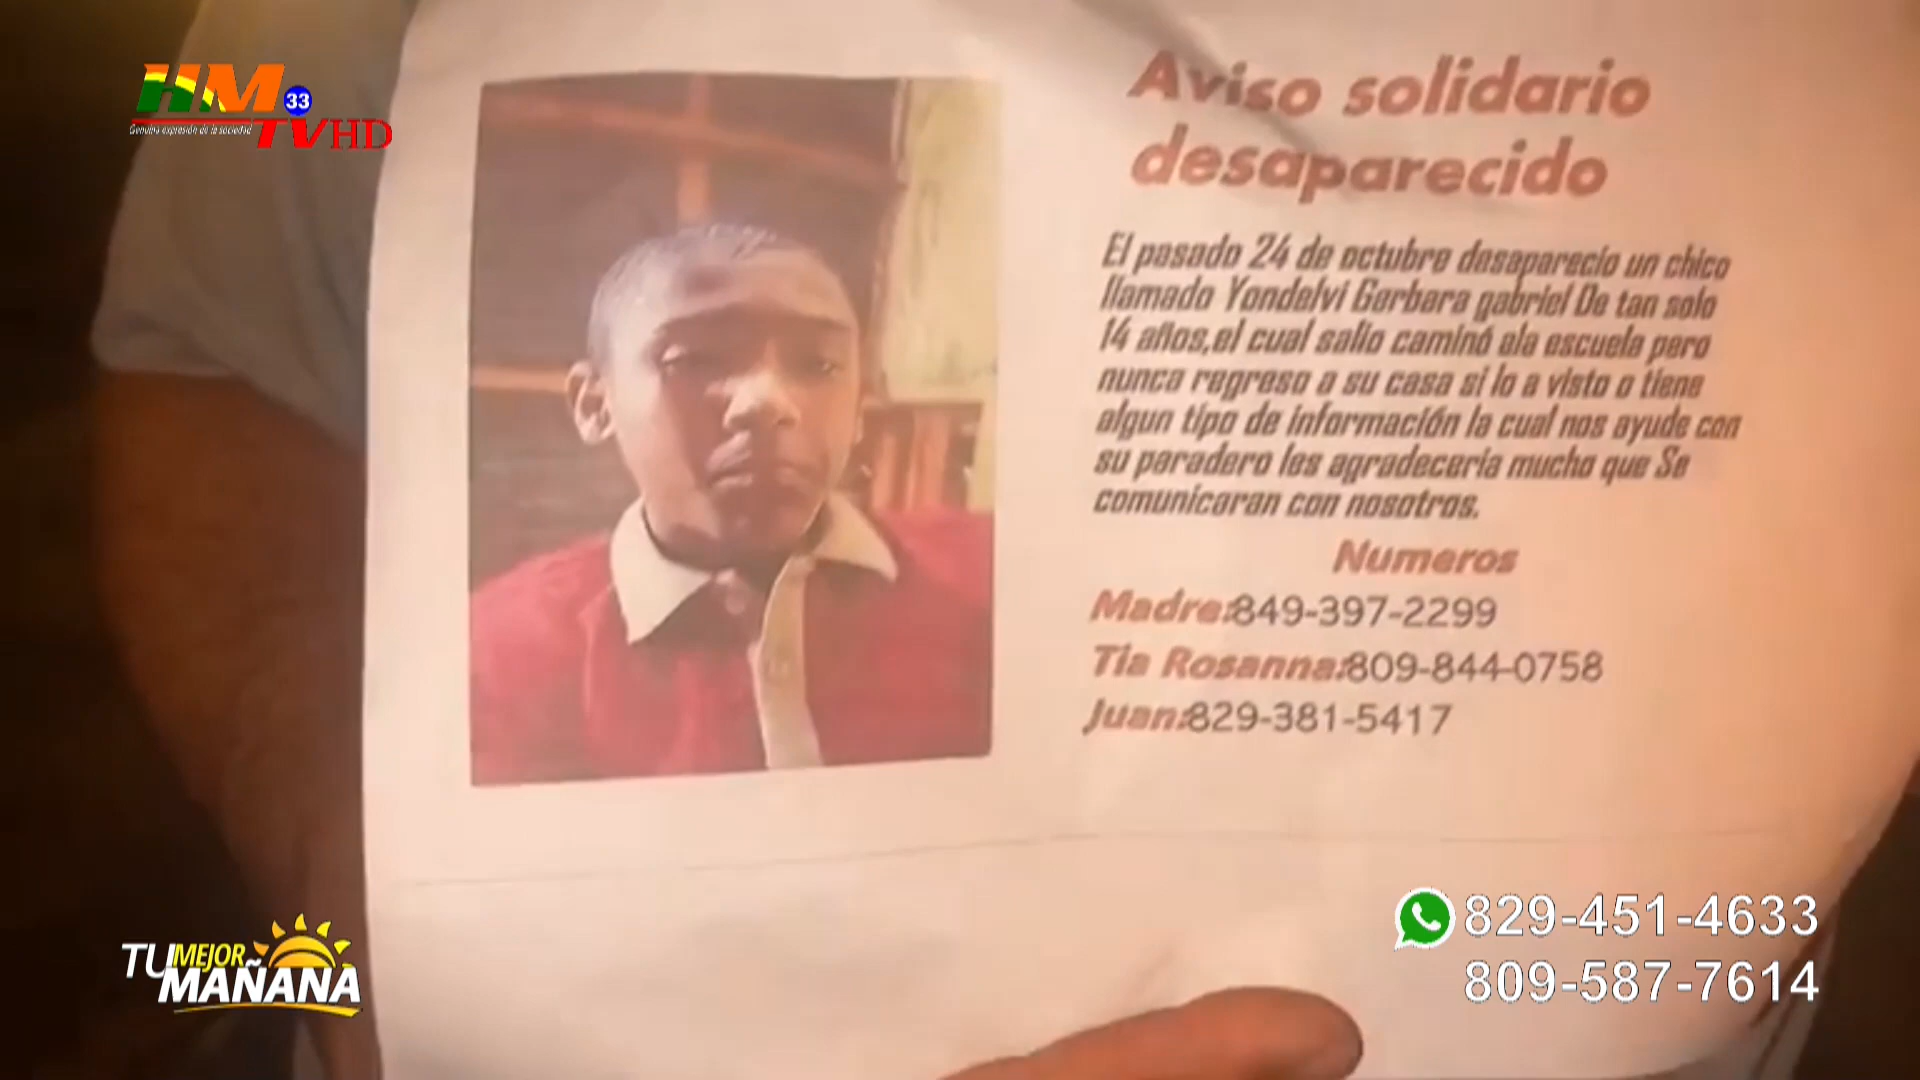 HM
33
TV HD
Genuina expresión de la sociedad
Aviso solidario
desaparecido
El pasado 24 de octubre desaparecio un chico
llamado Yondelvi Gerbara gabriel De tan solo
14 años,el cual salio caminó ala escuela pero
nunca regreso a su casa si lo a visto o tiene
algun tipo de información la cual nos ayude con
su paradero les agradeceria mucho que Se
comunicaran con nosotros.
Numeros
Madre:849-397-2299
Tia Rosanna:809-844-0758
Juan:829-381-5417
TU MEJOR
MAÑANA
829-451-4633
809-587-7614